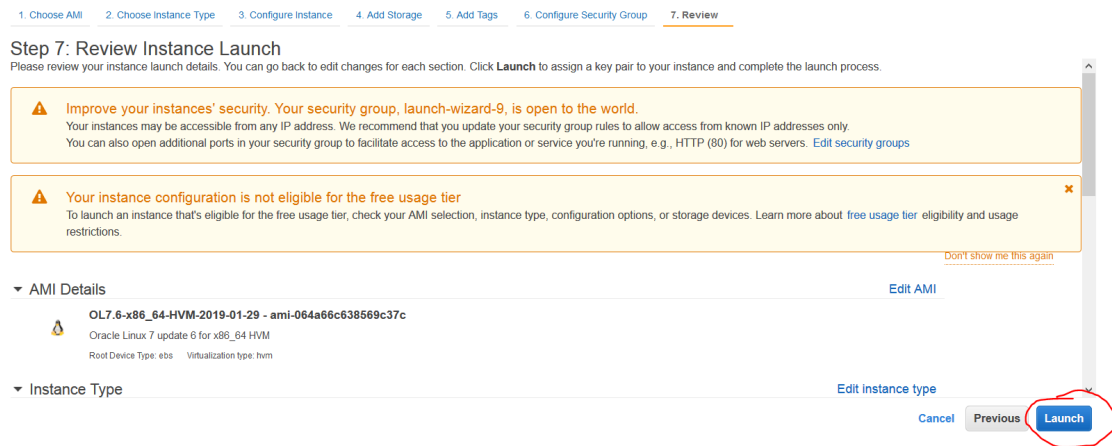 1. Choose AMI 2. Choose Instance Type 3. Configure Instance 4. Add Storage 5. Add Tags 6. Configure Security Group 7. Review
Step 7: Review Instance Launch
Please review your instance launch details. You can go back to edit changes for each section. Click Launch to assign a key pair to your instance and complete the launch process.
Improve your instances' security. Your security group, launch-wizard-9, is open to the world.
Your instances may be accessible from any IP address. We recommend that you update your security group rules to allow access from known IP addresses only.
You can also open additional ports in your security group to facilitate access to the application or service you're running, e.g., HTTP (80) for web servers. Edit security groups
Your instance configuration is not eligible for the free usage tier
To launch an instance that's eligible for the free usage tier, check your AMI selection, instance type, configuration options, or storage devices. Learn more about free usage tier eligibility and usage
restrictions.
Don't show me this again
AMI Details Edit AMI
OL7.6-x86_64-HVM-2019-01-29 - ami-064a66c638569c37c
Oracle Linux 7 update 6 for x86_64 HVM
Root Device Type: ebs Virtualization type: hvm
Instance Type Edit instance type
Cancel Previous Launch